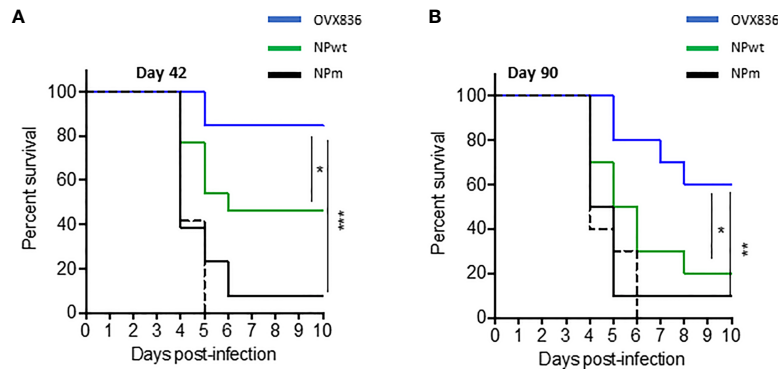 A
OVX836
NPwt
NPm
Day 42
Percent survival
100
80
60
40
20
0
0 1 2 3 4 5 6 7 8 9 10
Days post-infection
*
***
B
OVX836
NPwt
NPm
Day 90
Percent survival
100
80
60
40
20
0
0 1 2 3 4 5 6 7 8 9 10
Days post-infection
*
**